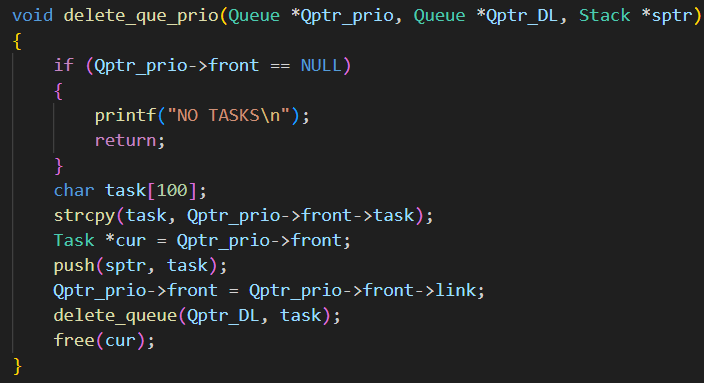 void delete_que_prio(Queue *Qptr_prio, Queue *Qptr_DL, Stack *sptr)
{
    if (Qptr_prio->front == NULL)
    {
        printf("NO TASKS\n");
        return;
    }
    char task[100];
    strcpy(task, Qptr_prio->front->task);
    Task *cur = Qptr_prio->front;
    push(sptr, task);
    Qptr_prio->front = Qptr_prio->front->link;
    delete_queue(Qptr_DL, task);
    free(cur);
}